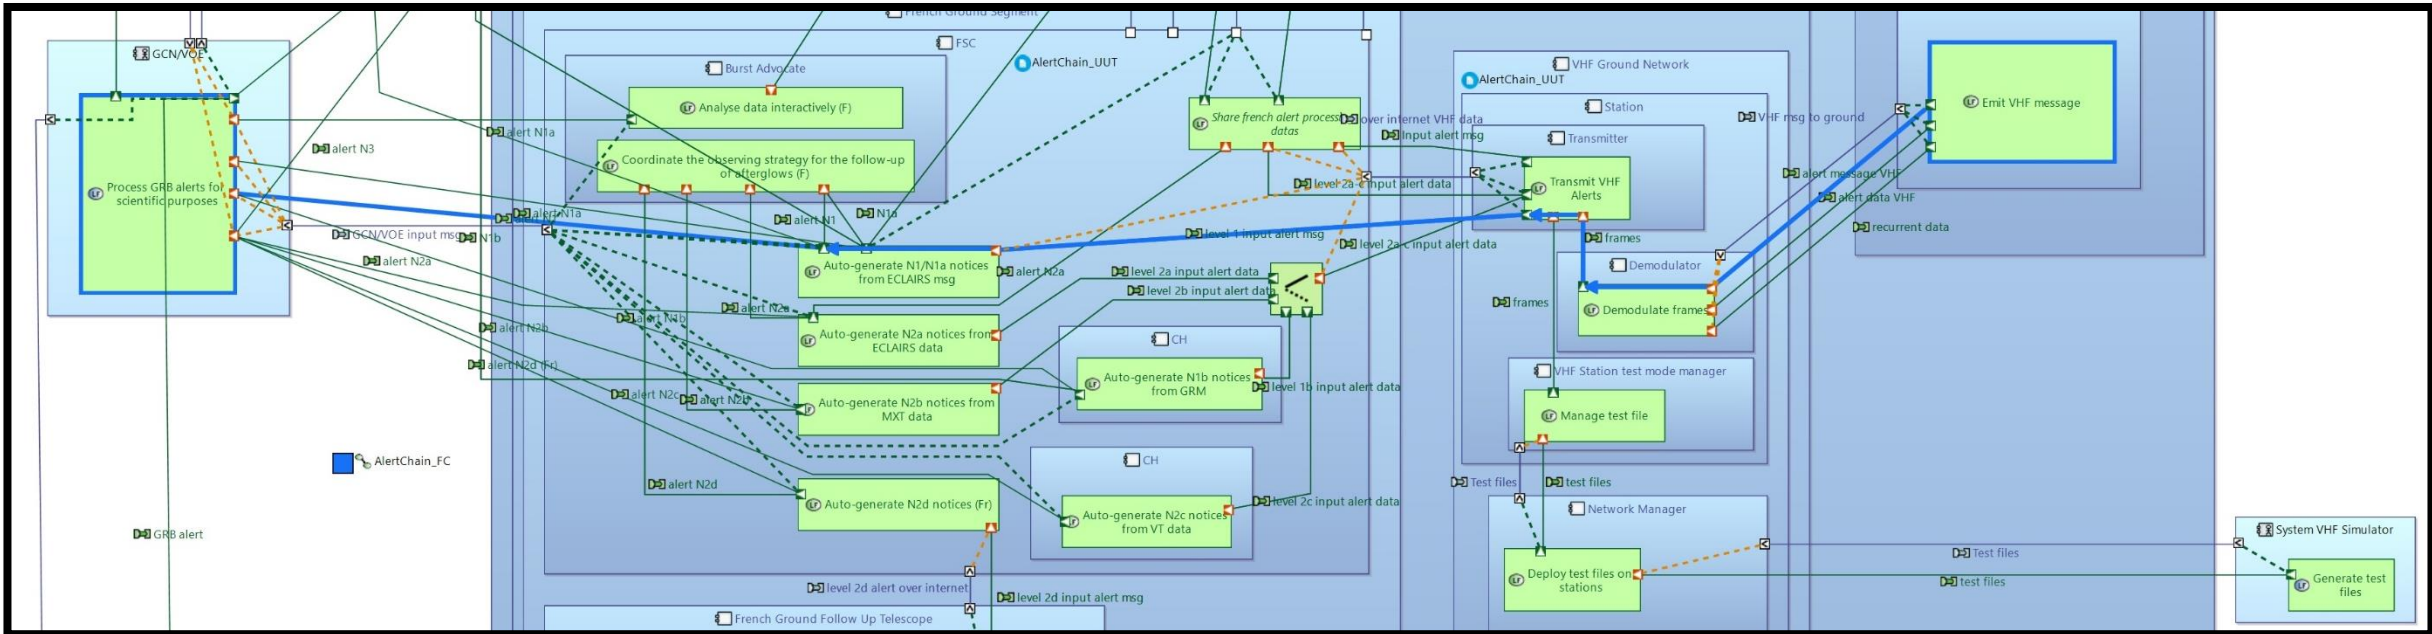 French Ground Segment
GCN/VOE
FSC
AlertChain_UUT
Burst Advocate
Analyse data interactively (F)
Coordinate the observing strategy for the follow-up
of afterglows (F)
Share french alert process
datas
over internet VHF data
Input alert msg
AlertChain_UUT
VHF Ground Network
Station
Transmitter
Transmit VHF
Alerts
VHF msg to ground
Emit VHF message
alert message VHF
alert data VHF
recurrent data
alert N1a
alert N3
Process GRB alerts for
scientific purposes
alert N1a
alert N1
N1a
level 2a-c input alert data
GCN/VOE input msg
N1b
alert N2a
level 1 input alert msg
level 2a-c input alert data
frames
Demodulator
Demodulate frames
frames
Auto-generate N1/N1a notices
from ECLAIRS msg
alert N2a
level 2a input alert data
level 2b input alert data
alert N2a
alert N1b
alert N2b
Auto-generate N2a notices from
ECLAIRS data
CH
Auto-generate N1b notices
from GRM
level 1b input alert data
alert N2d (Fr)
alert N2c
alert N2b
Auto-generate N2b notices from
MXT data
VHF Station test mode manager
Manage test file
AlertChain_FC
CH
Auto-generate N2c notices
from VT data
level 2c input alert data
alert N2d
Auto-generate N2d notices (Fr)
Test files
test files
Network Manager
Deploy test files on
stations
GRB alert
level 2d alert over internet
level 2d input alert msg
French Ground Follow Up Telescope
Test files
test files
System VHF Simulator
Generate test
files